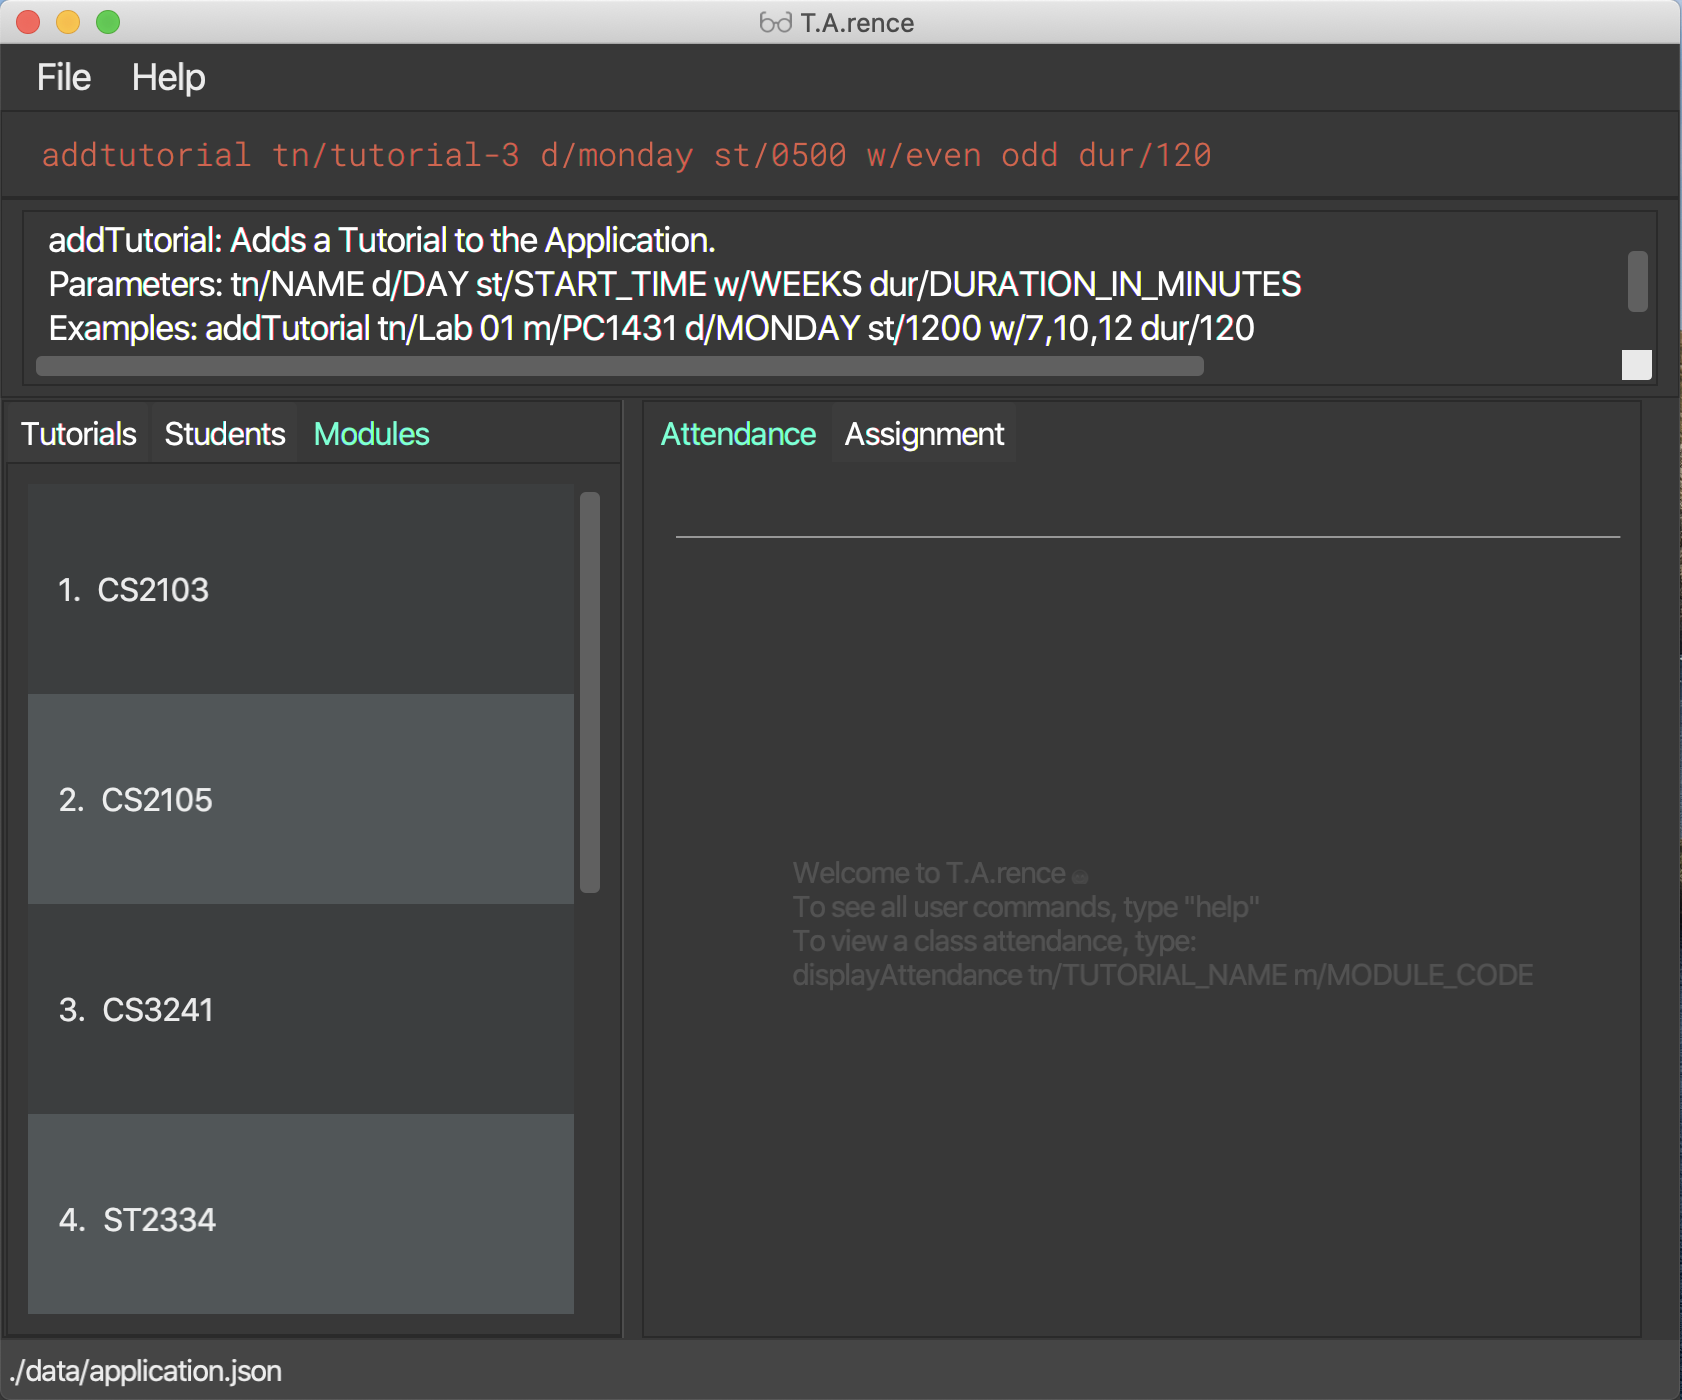 T.A.rence
File Help
addtutorial tn/tutorial-3 d/monday st/0500 w/even odd dur/120
addTutorial: Adds a Tutorial to the Application.
Parameters: tn/NAME d/DAY st/START_TIME w/WEEKS dur/DURATION_IN_MINUTES
Examples: addTutorial tn/Lab 01 m/PC1431 d/MONDAY st/1200 w/7,10,12 dur/120
Tutorials Students Modules
Attendance Assignment
1. CS2103
2. CS2105
3. CS3241
4. ST2334
Welcome to T.A.rence
To see all user commands, type "help"
To view a class attendance, type:
displayAttendance tn/TUTORIAL_NAME m/MODULE_CODE
./data/application.json